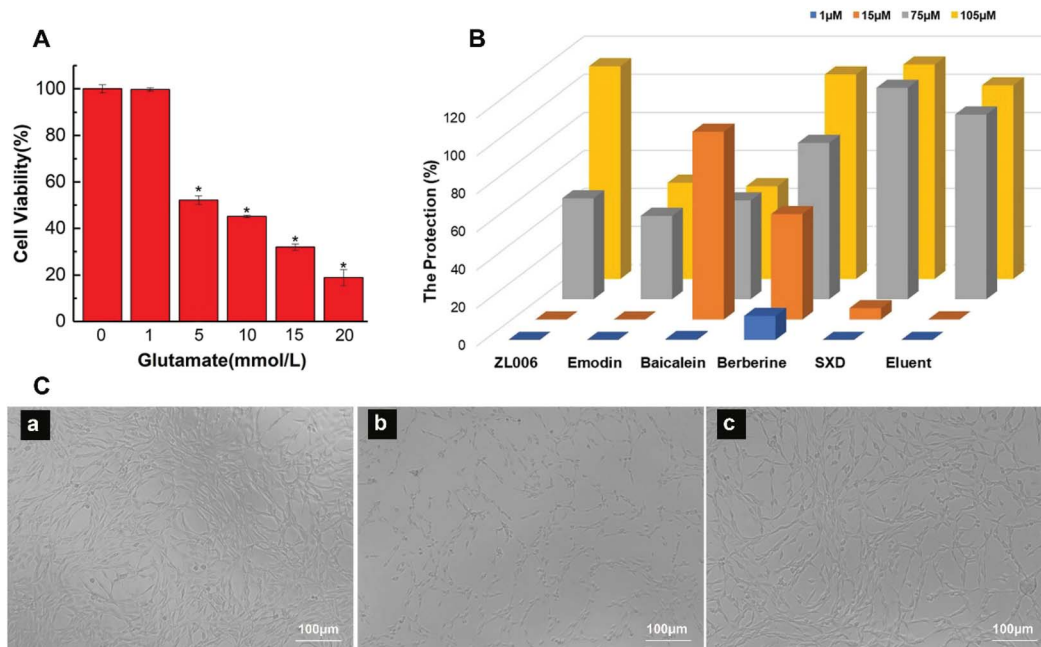 A
Cell Viability(%)
100
80
60
40
20
0
0 1 5 10 15 20
* * * *
Glutamate(mmol/L)
B
1µM 15µM 75µM 105µM
The Protection (%)
120
100
80
60
40
20
0
ZL006 Emodin Baicalein Berberine SXD Eluent
C
a
100µm
b
100µm
c
100µm